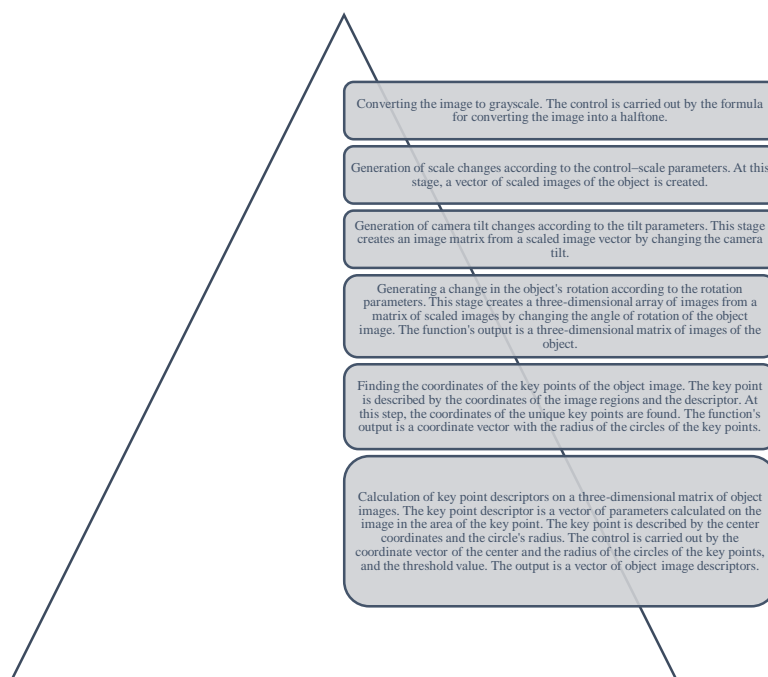 Converting the image to grayscale. The control is carried out by the formula
for converting the image into a halftone.
Generation of scale changes according to the control–scale parameters. At this
stage, a vector of scaled images of the object is created.
Generation of camera tilt changes according to the tilt parameters. This stage
creates an image matrix from a scaled image vector by changing the camera
tilt.
Generating a change in the object's rotation according to the rotation
parameters. This stage creates a three-dimensional array of images from a
matrix of scaled images by changing the angle of rotation of the object
image. The function's output is a three-dimensional matrix of images of the
object.
Finding the coordinates of the key points of the object image. The key point
is described by the coordinates of the image regions and the descriptor. At
this step, the coordinates of the unique key points are found. The function's
output is a coordinate vector with the radius of the circles of the key points.
Calculation of key point descriptors on a three-dimensional matrix of object
images. The key point descriptor is a vector of parameters calculated on the
image in the area of the key point. The key point is described by the center
coordinates and the circle's radius. The control is carried out by the
coordinate vector of the center and the radius of the circles of the key points,
and the threshold value. The output is a vector of object image descriptors.